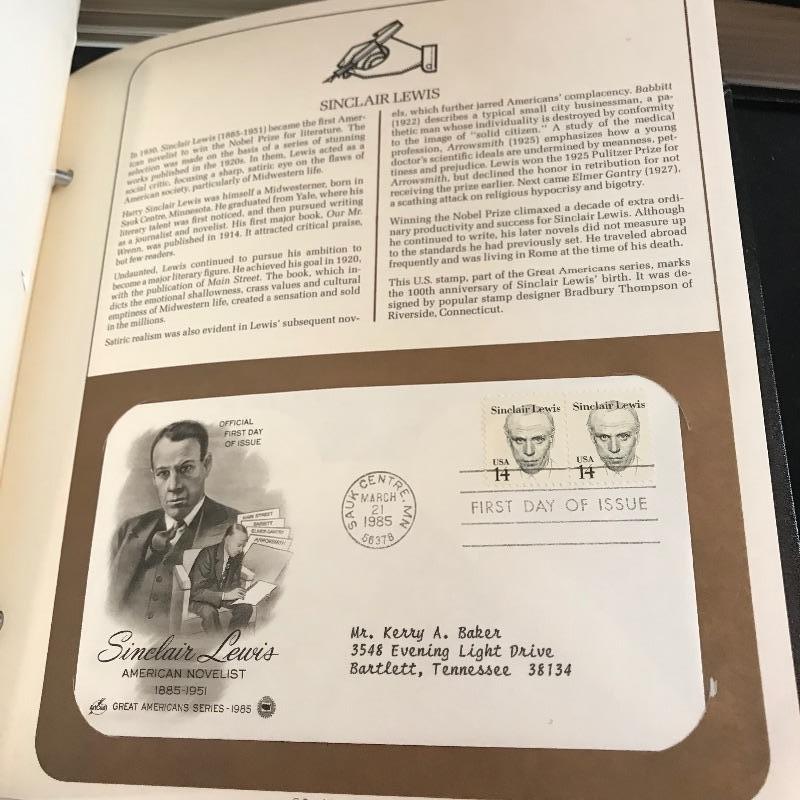 SINCLAIR LEWIS
In 1930, Sinclair Lewis (1885-1951) became the first Amer-
ican novelist to win the Nobel Prize for literature. The
selection was made on the basis of a series of stunning
works published in the 1920s. In them, Lewis acted as a
social critic, focusing a sharp, satiric eye on the flaws of
American society, particularly of Midwestern life.
Harry Sinclair Lewis was himself a Midwesterner, born in
Sauk Centre, Minnesota. He graduated from Yale, where his
literary talent was first noticed, and then pursued writing
as a journalist and novelist. His first major book, Our Mr.
Wrenn, was published in 1914. It attracted critical praise,
but few readers.
Undaunted, Lewis continued to pursue his ambition to
become a major literary figure. He achieved his goal in 1920,
with the publication of Main Street. The book, which in-
dicts the emotional shallowness, crass values and cultural
emptiness of Midwestern life, created a sensation and sold
in the millions.
Satiric realism was also evident in Lewis' subsequent nov-
els, which further jarred Americans' complacency. Babbitt
(1922) describes a typical small city businessman, a pa-
thetic man whose individuality is destroyed by conformity
to the image of "solid citizen." A study of the medical
profession, Arrowsmith (1925) emphasizes how a young
doctor's scientific ideals are undermined by meanness, pet-
tiness and prejudice. Lewis won the 1925 Pulitzer Prize for
Arrowsmith, but declined the honor in retribution for not
receiving the prize earlier. Next came Elmer Gantry (1927),
a scathing attack on religious hypocrisy and bigotry.
Winning the Nobel Prize climaxed a decade of extra ordi-
nary productivity and success for Sinclair Lewis. Although
he continued to write, his later novels did not measure up
to the standards he had previously set. He traveled abroad
frequently and was living in Rome at the time of his death.
This U.S. stamp, part of the Great Americans series, marks
the 100th anniversary of Sinclair Lewis' birth. It was de-
signed by popular stamp designer Bradbury Thompson of
Riverside, Connecticut.
OFFICIAL
FIRST DAY
OF ISSUE
MAIN STREET
BABBITT
ELMER GANTRY
ARROWSMITH
Sinclair Lewis
AMERICAN NOVELIST
1885-1951
GREAT AMERICANS SERIES - 1985
SAUK CENTRE, MN
MARCH
21
1985
56378
Sinclair Lewis
USA
14
Sinclair Lewis
USA
14
FIRST DAY OF ISSUE
Mr. Kerry A. Baker
3548 Evening Light Drive
Bartlett, Tennessee 38134